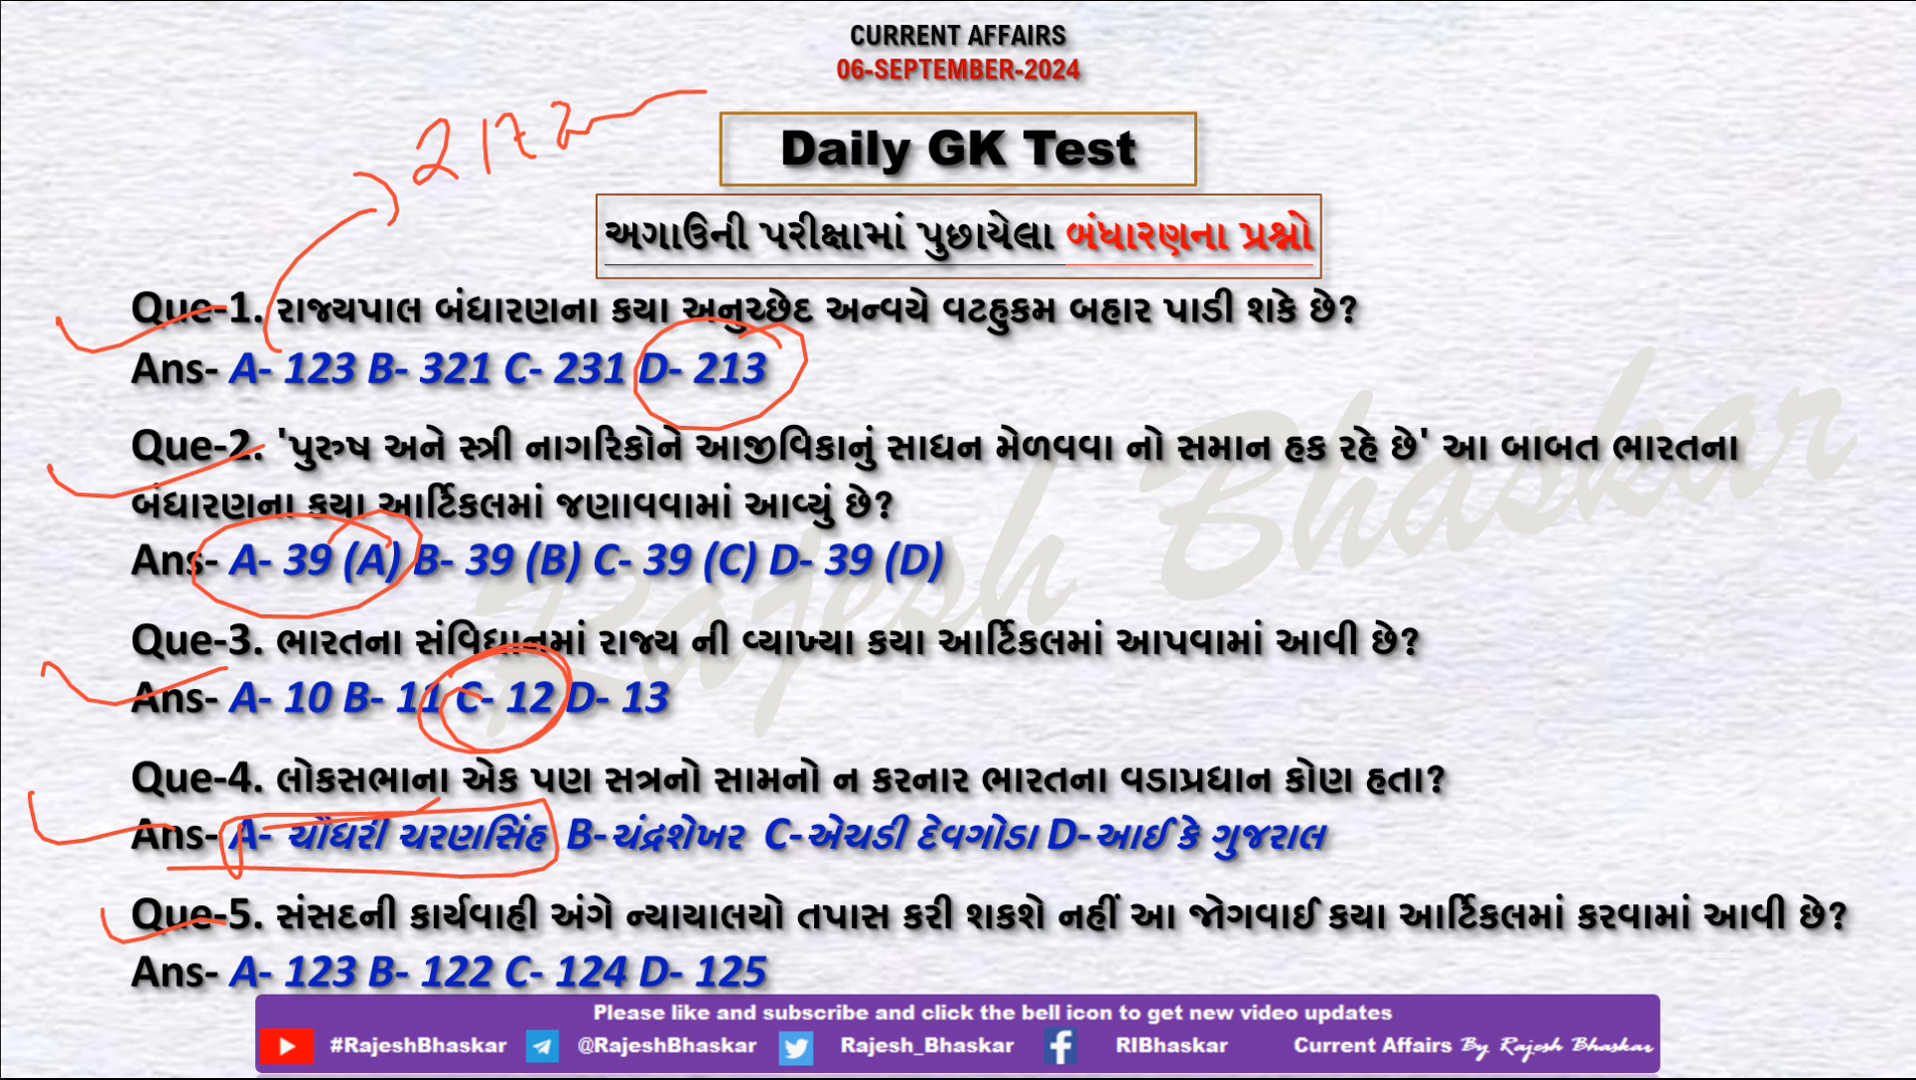 CURRENT AFFAIRS
06-SEPTEMBER-2024
Daily GK Test
અગાઉની પરીક્ષામાં પુછાયેલા બંધારણના પ્રશ્નો
Que-1. રાજ્યપાલ બંધારણના કયા અનુચ્છેદ અન્વયે વટહુકમ બહાર પાડી શકે છે?
Ans- A- 123 B- 321 C- 231 D- 213
Que-2. 'પુરુષ અને સ્ત્રી નાગરિકોને આજીવિકાનું સાધન મેળવવા નો સમાન હક રહે છે' આ બાબત ભારતના
બંધારણના કયા આર્ટિકલમાં જણાવવામાં આવ્યું છે?
Ans- A- 39 (A) B- 39 (B) C- 39 (C) D- 39 (D)
Que-3. ભારતના સંવિધાનમાં રાજ્ય ની વ્યાખ્યા કયા આર્ટિકલમાં આપવામાં આવી છે?
Ans- A- 10 B- 11 C- 12 D- 13
Que-4. લોકસભાના એક પણ સત્રનો સામનો ન કરનાર ભારતના વડાપ્રધાન કોણ હતા?
Ans- A- ચૌધરી ચરણસિંહ B-ચંદ્રશેખર C-એચડી દેવગોડા D-આઈ કે ગુજરાલ
Que-5. સંસદની કાર્યવાહી અંગે ન્યાયાલયો તપાસ કરી શકશે નહીં આ જોગવાઈ કયા આર્ટિકલમાં કરવામાં આવી છે?
Ans- A- 123 B- 122 C- 124 D- 125
Rajesh Bhaskar
Please like and subscribe and click the bell icon to get new video updates
#RajeshBhaskar @RajeshBhaskar Rajesh_Bhaskar RIBhaskar Current Affairs By Rajesh Bhaskar